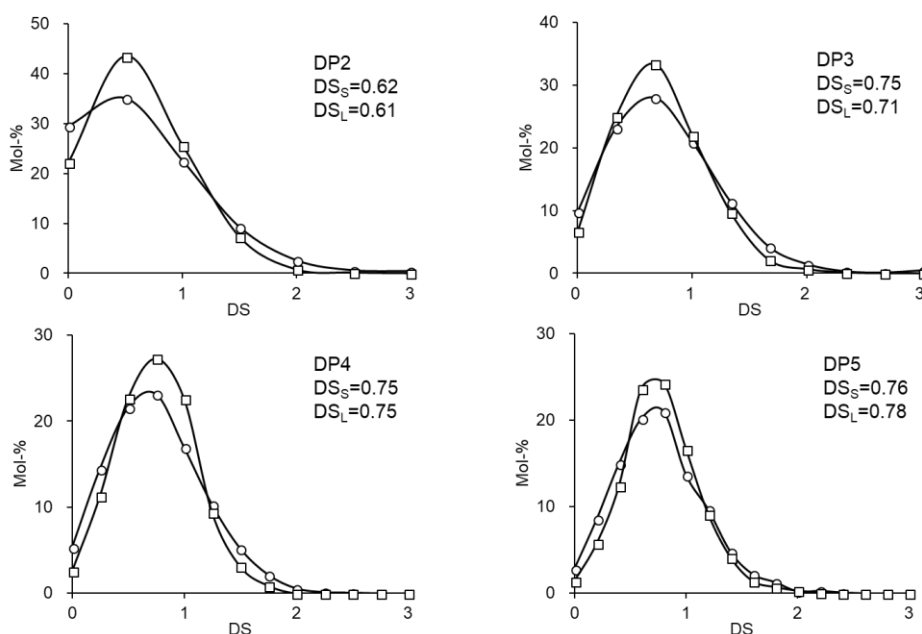 50
40
30
20
10
0
Mol-%
0 1 2 3
DS
DP2
DS_S=0.62
DS_L=0.61
40
30
20
10
0
Mol-%
0 1 2 3
DS
DP3
DS_S=0.75
DS_L=0.71
30
20
10
0
Mol-%
0 1 2 3
DS
DP4
DS_S=0.75
DS_L=0.75
30
20
10
0
Mol-%
0 1 2 3
DS
DP5
DS_S=0.76
DS_L=0.78